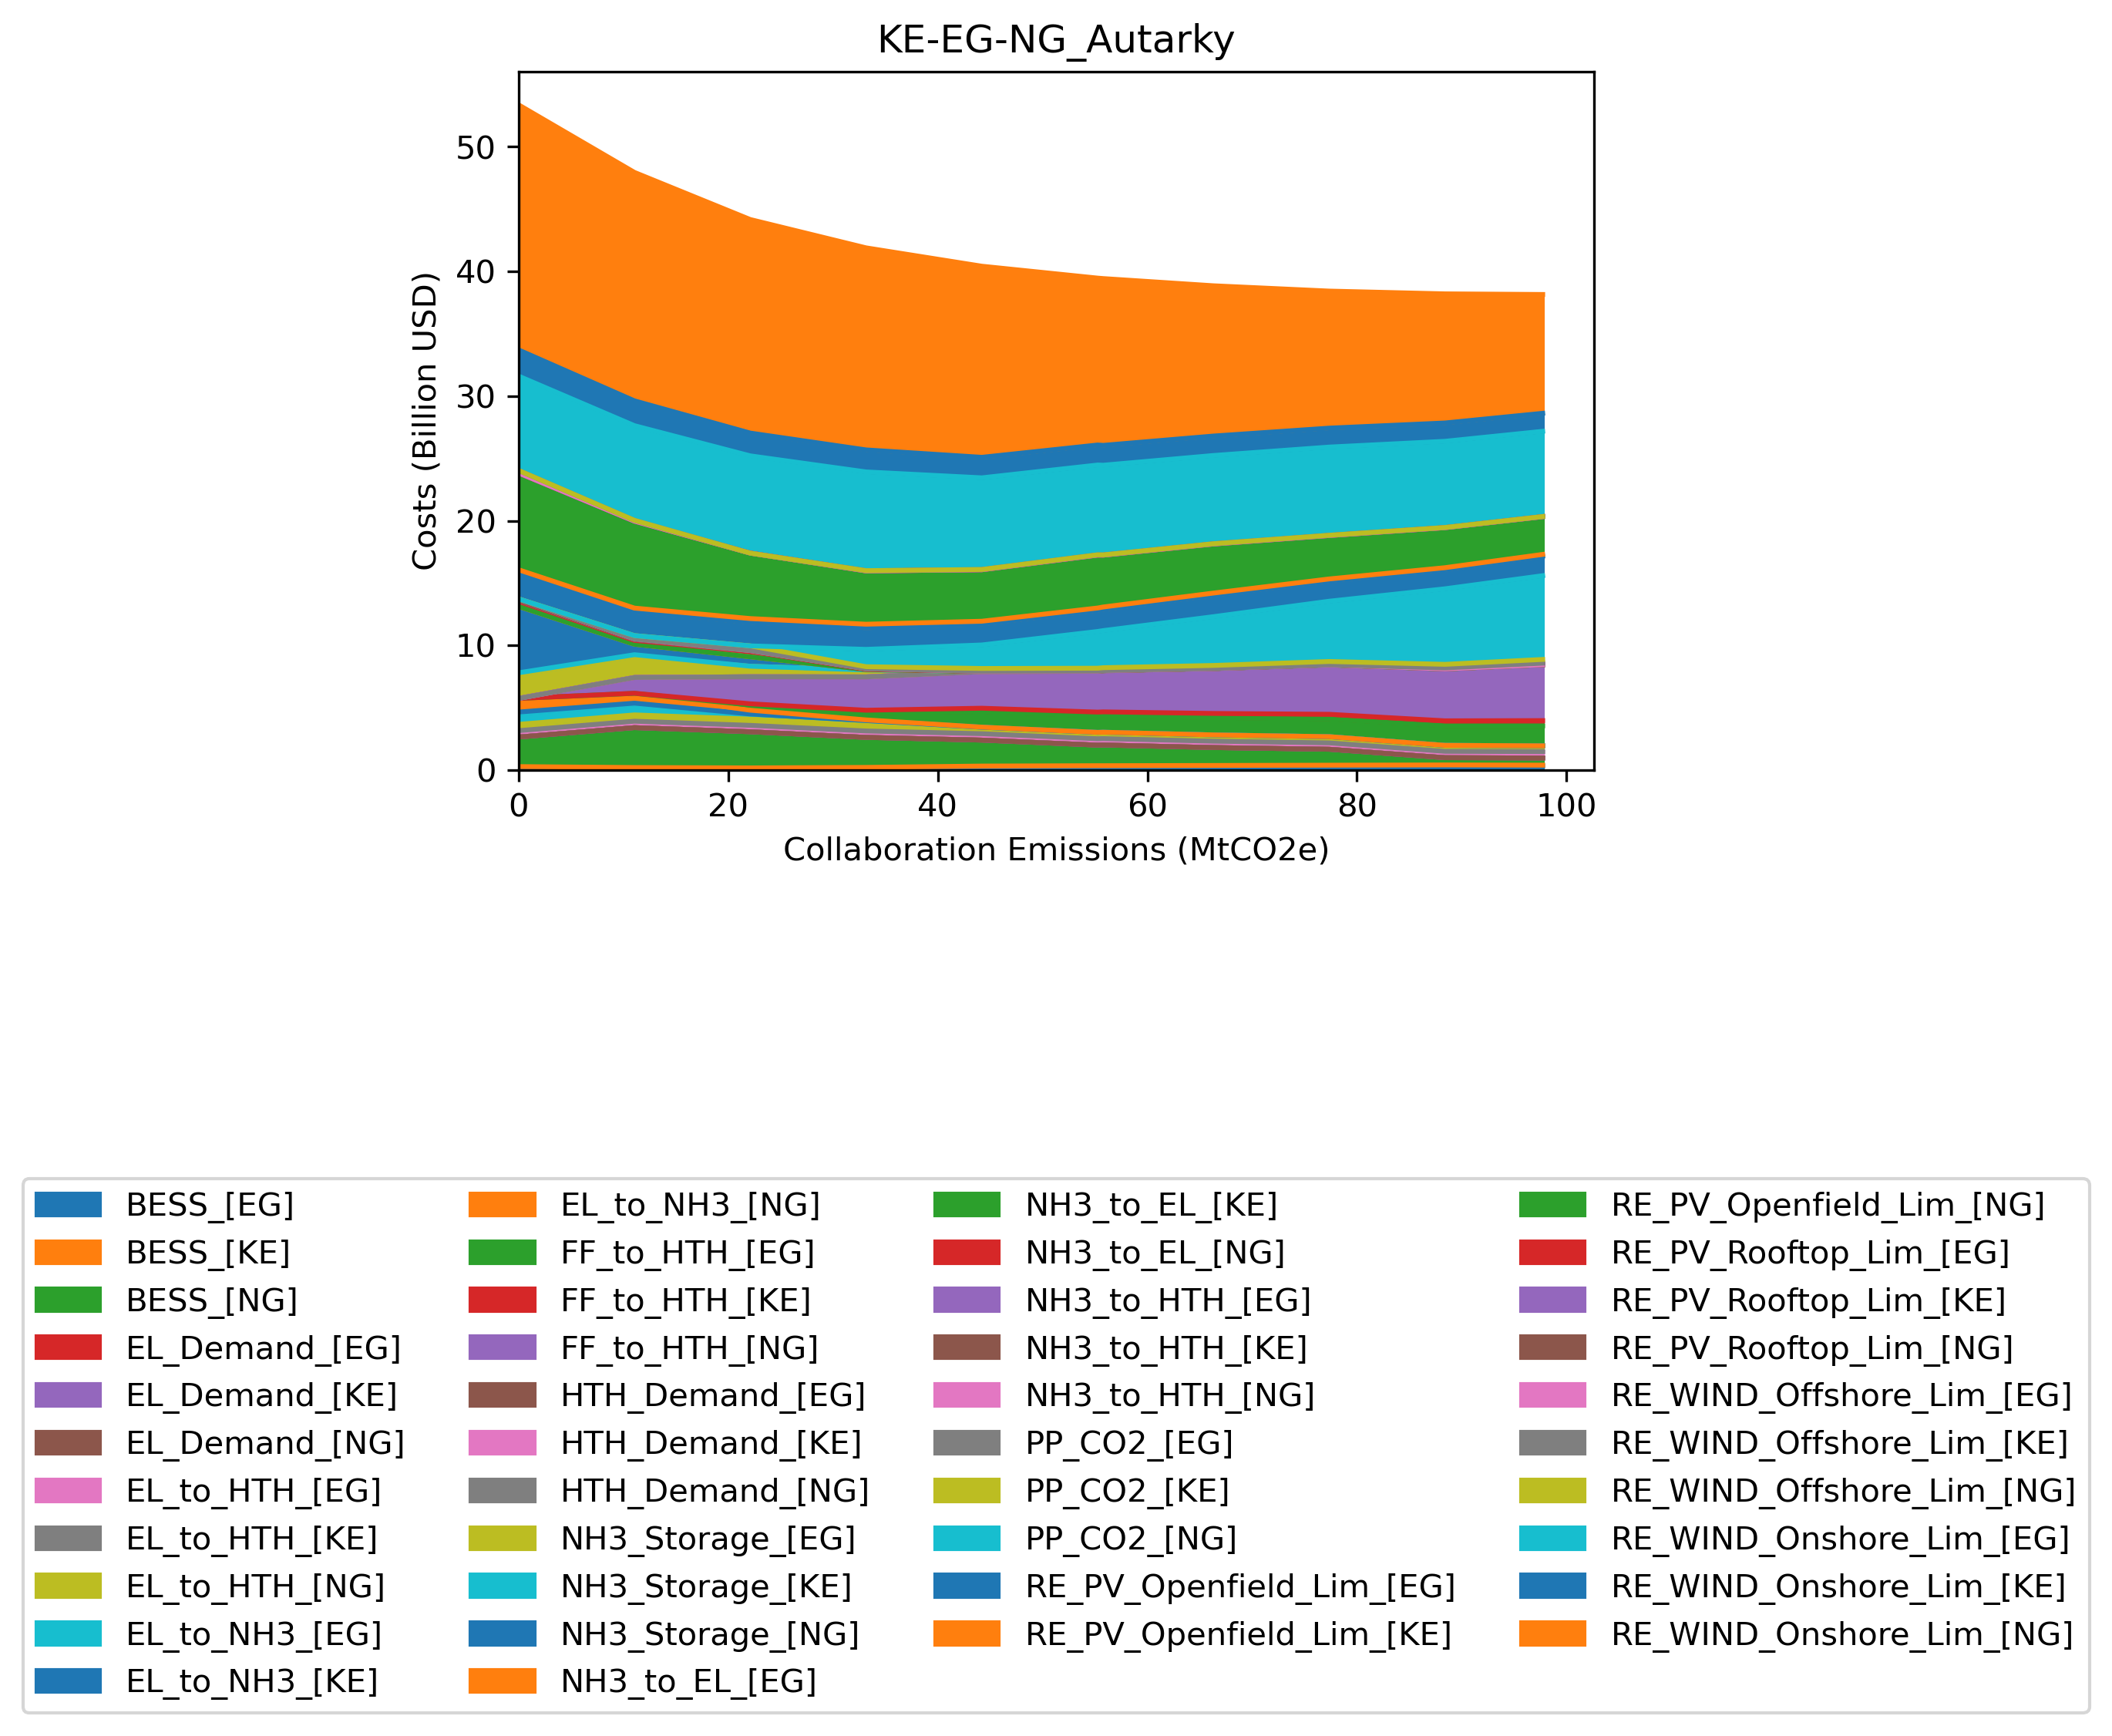 KE-EG-NG_Autarky
Costs (Billion USD)
50
40
30
20
10
0
0 20 40 60 80 100
Collaboration Emissions (MtCO2e)
BESS_[EG]
BESS_[KE]
BESS_[NG]
EL_Demand_[EG]
EL_Demand_[KE]
EL_Demand_[NG]
EL_to_HTH_[EG]
EL_to_HTH_[KE]
EL_to_HTH_[NG]
EL_to_NH3_[EG]
EL_to_NH3_[KE]
EL_to_NH3_[NG]
FF_to_HTH_[EG]
FF_to_HTH_[KE]
FF_to_HTH_[NG]
HTH_Demand_[EG]
HTH_Demand_[KE]
HTH_Demand_[NG]
NH3_Storage_[EG]
NH3_Storage_[KE]
NH3_Storage_[NG]
NH3_to_EL_[EG]
NH3_to_EL_[KE]
NH3_to_EL_[NG]
NH3_to_HTH_[EG]
NH3_to_HTH_[KE]
NH3_to_HTH_[NG]
PP_CO2_[EG]
PP_CO2_[KE]
PP_CO2_[NG]
RE_PV_Openfield_Lim_[EG]
RE_PV_Openfield_Lim_[KE]
RE_PV_Openfield_Lim_[NG]
RE_PV_Rooftop_Lim_[EG]
RE_PV_Rooftop_Lim_[KE]
RE_PV_Rooftop_Lim_[NG]
RE_WIND_Offshore_Lim_[EG]
RE_WIND_Offshore_Lim_[KE]
RE_WIND_Offshore_Lim_[NG]
RE_WIND_Onshore_Lim_[EG]
RE_WIND_Onshore_Lim_[KE]
RE_WIND_Onshore_Lim_[NG]